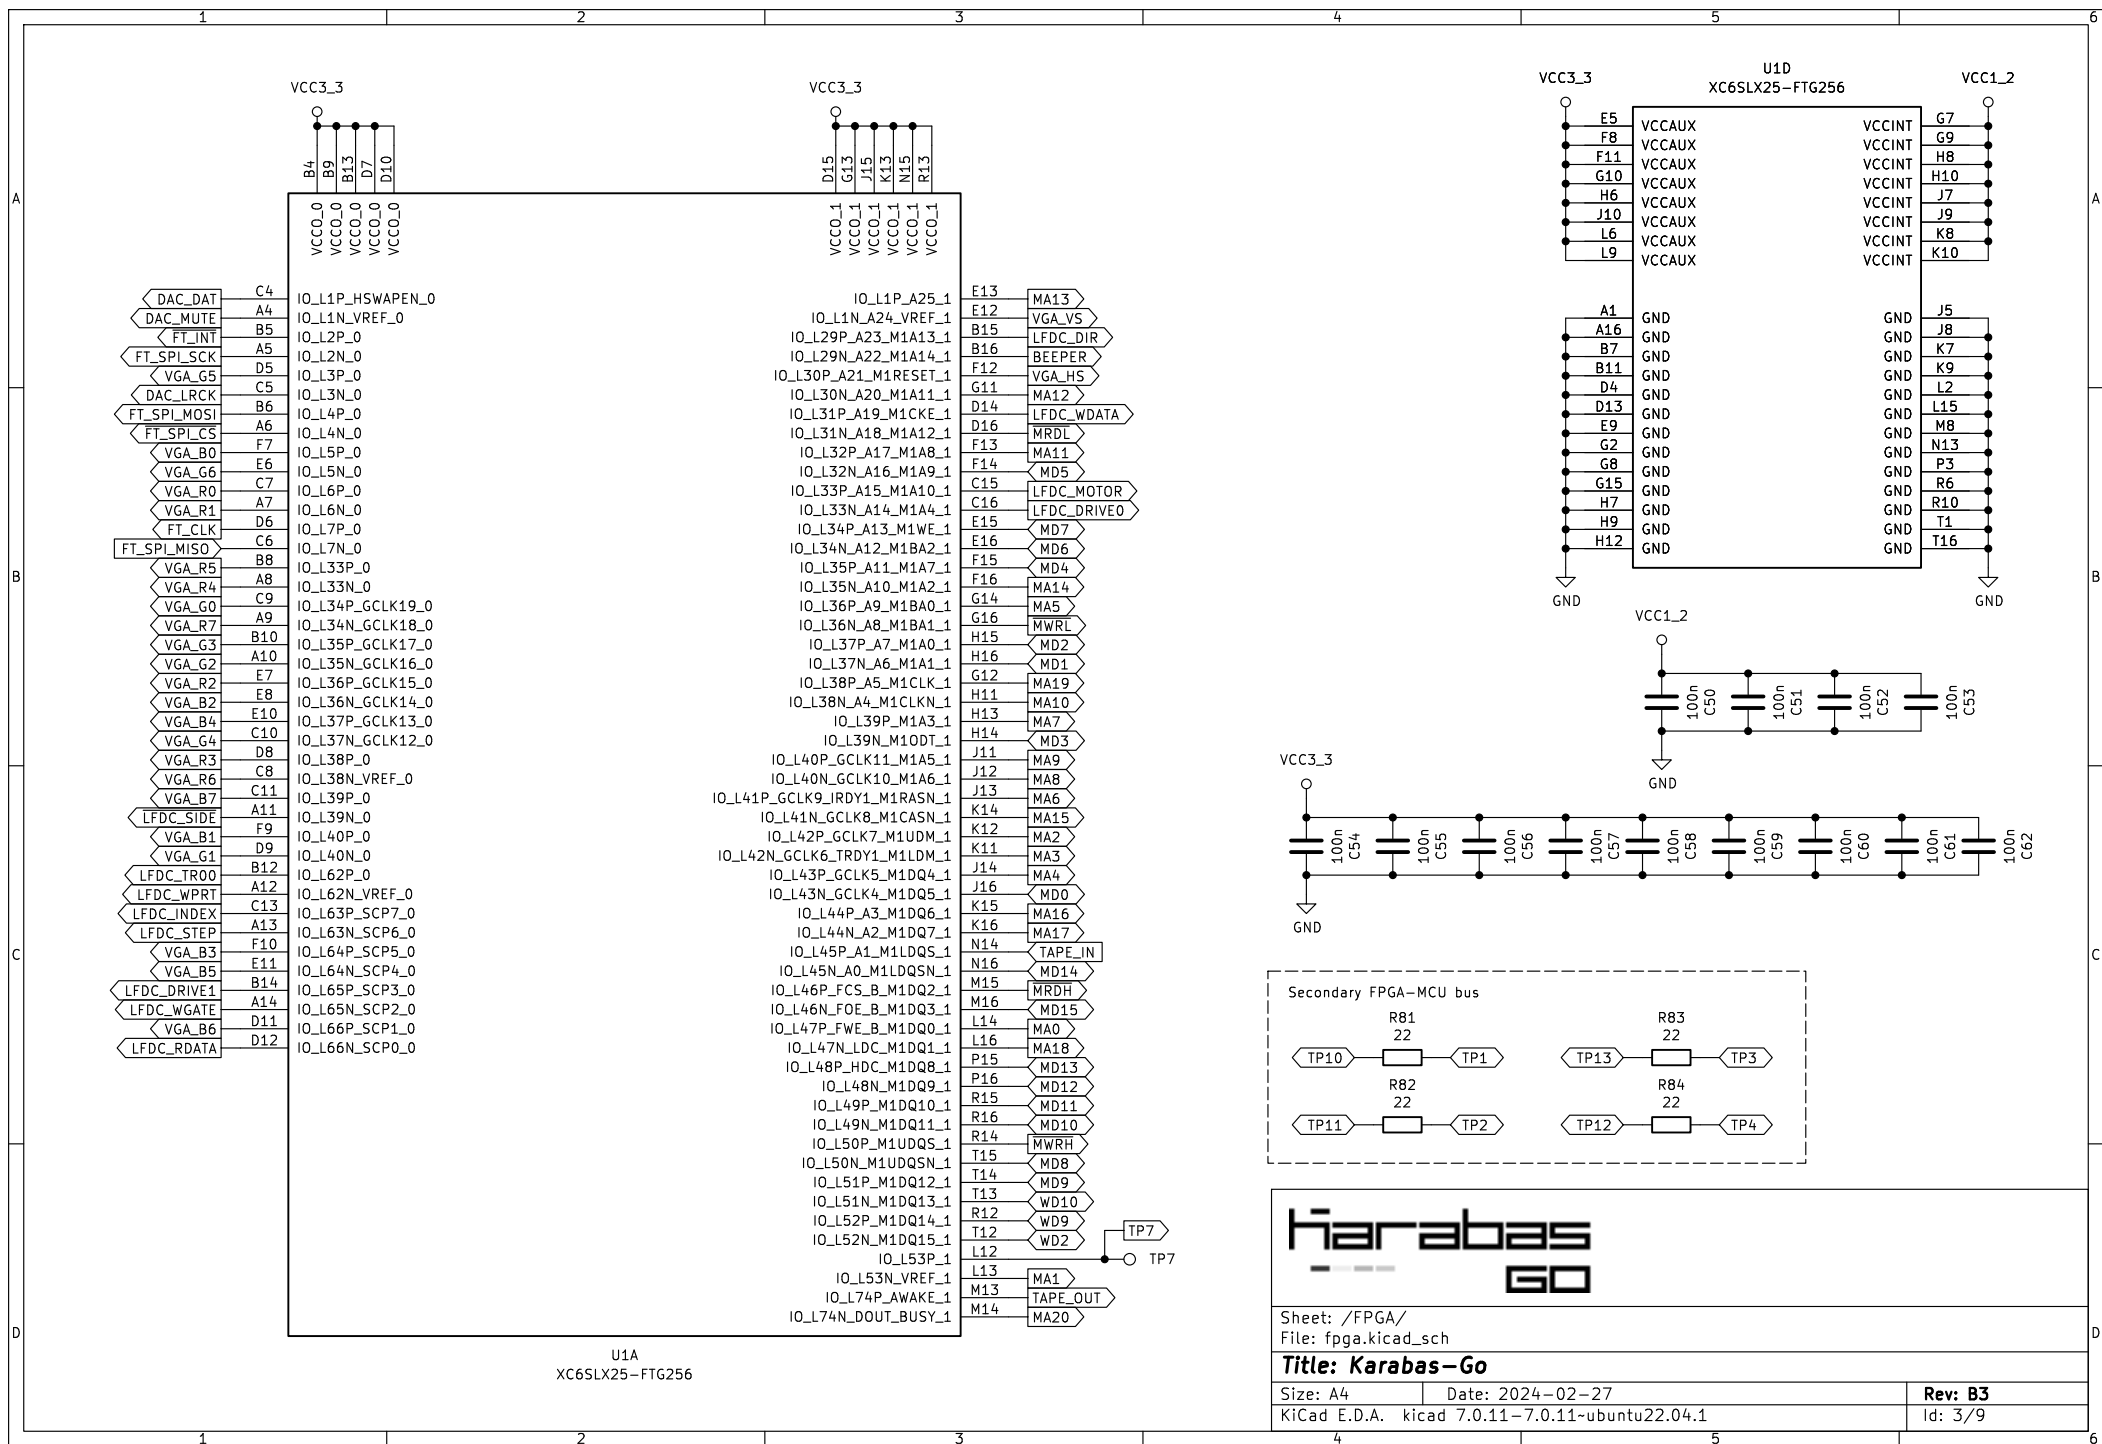 1 2 3 4 5 6
A
B
C
D
VCC3_3
B4 B9 B13 D7 D10
VCCO_0 VCCO_0 VCCO_0 VCCO_0 VCCO_0
VCC3_3
D15 G13 J15 K13 N15 R13
VCCO_1 VCCO_1 VCCO_1 VCCO_1 VCCO_1 VCCO_1
DAC_DAT C4 IO_L1P_HSWAPEN_0
DAC_MUTE A4 IO_L1N_VREF_0
FT_INT B5 IO_L2P_0
FT_SPI_SCK A5 IO_L2N_0
VGA_G5 D5 IO_L3P_0
DAC_LRCK C5 IO_L3N_0
FT_SPI_MOSI B6 IO_L4P_0
FT_SPI_CS A6 IO_L4N_0
VGA_B0 F7 IO_L5P_0
VGA_G6 E6 IO_L5N_0
VGA_R0 C7 IO_L6P_0
VGA_R1 A7 IO_L6N_0
FT_CLK D6 IO_L7P_0
FT_SPI_MISO C6 IO_L7N_0
VGA_R5 B8 IO_L33P_0
VGA_R4 A8 IO_L33N_0
VGA_G0 C9 IO_L34P_GCLK19_0
VGA_R7 A9 IO_L34N_GCLK18_0
VGA_G3 B10 IO_L35P_GCLK17_0
VGA_G2 A10 IO_L35N_GCLK16_0
VGA_R2 E7 IO_L36P_GCLK15_0
VGA_B2 E8 IO_L36N_GCLK14_0
VGA_B4 E10 IO_L37P_GCLK13_0
VGA_G4 C10 IO_L37N_GCLK12_0
VGA_R3 D8 IO_L38P_0
VGA_R6 C8 IO_L38N_VREF_0
VGA_B7 C11 IO_L39P_0
LFDC_SIDE A11 IO_L39N_0
VGA_B1 F9 IO_L40P_0
VGA_G1 D9 IO_L40N_0
LFDC_TR00 B12 IO_L62P_0
LFDC_WPRT A12 IO_L62N_VREF_0
LFDC_INDEX C13 IO_L63P_SCP7_0
LFDC_STEP A13 IO_L63N_SCP6_0
VGA_B3 F10 IO_L64P_SCP5_0
VGA_B5 E11 IO_L64N_SCP4_0
LFDC_DRIVE1 B14 IO_L65P_SCP3_0
LFDC_WGATE A14 IO_L65N_SCP2_0
VGA_B6 D11 IO_L66P_SCP1_0
LFDC_RDATA D12 IO_L66N_SCP0_0
IO_L1P_A25_1 E13 MA13
IO_L1N_A24_VREF_1 E12 VGA_VS
IO_L29P_A23_M1A13_1 B15 LFDC_DIR
IO_L29N_A22_M1A14_1 B16 BEEPER
IO_L30P_A21_M1RESET_1 F12 VGA_HS
IO_L30N_A20_M1A11_1 G11 MA12
IO_L31P_A19_M1CKE_1 D14 LFDC_WDATA
IO_L31N_A18_M1A12_1 D16 MRDL
IO_L32P_A17_M1A8_1 F13 MA11
IO_L32N_A16_M1A9_1 F14 MD5
IO_L33P_A15_M1A10_1 C15 LFDC_MOTOR
IO_L33N_A14_M1A4_1 C16 LFDC_DRIVE0
IO_L34P_A13_M1WE_1 E15 MD7
IO_L34N_A12_M1BA2_1 E16 MD6
IO_L35P_A11_M1A7_1 F15 MD4
IO_L35N_A10_M1A2_1 F16 MA14
IO_L36P_A9_M1BA0_1 G14 MA5
IO_L36N_A8_M1BA1_1 G16 MWRL
IO_L37P_A7_M1A0_1 H15 MD2
IO_L37N_A6_M1A1_1 H16 MD1
IO_L38P_A5_M1CLK_1 G12 MA19
IO_L38N_A4_M1CLKN_1 H11 MA10
IO_L39P_M1A3_1 H13 MA7
IO_L39N_M1ODT_1 H14 MD3
IO_L40P_GCLK11_M1A5_1 J11 MA9
IO_L40N_GCLK10_M1A6_1 J12 MA8
IO_L41P_GCLK9_IRDY1_M1RASN_1 J13 MA6
IO_L41N_GCLK8_M1CASN_1 K14 MA15
IO_L42P_GCLK7_M1UDM_1 K12 MA2
IO_L42N_GCLK6_TRDY1_M1LDM_1 K11 MA3
IO_L43P_GCLK5_M1DQ4_1 J14 MA4
IO_L43N_GCLK4_M1DQ5_1 J16 MD0
IO_L44P_A3_M1DQ6_1 K15 MA16
IO_L44N_A2_M1DQ7_1 K16 MA17
IO_L45P_A1_M1LDQS_1 N14 TAPE_IN
IO_L45N_A0_M1LDQSN_1 N16 MD14
IO_L46P_FCS_B_M1DQ2_1 M15 MRDH
IO_L46N_FOE_B_M1DQ3_1 M16 MD15
IO_L47P_FWE_B_M1DQ0_1 L14 MA0
IO_L47N_LDC_M1DQ1_1 L16 MA18
IO_L48P_HDC_M1DQ8_1 P15 MD13
IO_L48N_M1DQ9_1 P16 MD12
IO_L49P_M1DQ10_1 R15 MD11
IO_L49N_M1DQ11_1 R16 MD10
IO_L50P_M1UDQS_1 R14 MWRH
IO_L50N_M1UDQSN_1 T15 MD8
IO_L51P_M1DQ12_1 T14 MD9
IO_L51N_M1DQ13_1 T13 WD10
IO_L52P_M1DQ14_1 R12 WD9
IO_L52N_M1DQ15_1 T12 WD2
TP7
IO_L53P_1 L12 TP7
IO_L53N_VREF_1 L13 MA1
IO_L74P_AWAKE_1 M13 TAPE_OUT
IO_L74N_DOUT_BUSY_1 M14 MA20
U1A
XC6SLX25-FTG256
U1D
XC6SLX25-FTG256
VCC3_3 VCC1_2
E5 VCCAUX VCCINT G7
F8 VCCAUX VCCINT G9
F11 VCCAUX VCCINT H8
G10 VCCAUX VCCINT H10
H6 VCCAUX VCCINT J7
J10 VCCAUX VCCINT J9
L6 VCCAUX VCCINT K8
L9 VCCAUX VCCINT K10
A1 GND GND J5
A16 GND GND J8
B7 GND GND K7
B11 GND GND K9
D4 GND GND L2
D13 GND GND L15
E9 GND GND M8
G2 GND GND N13
G8 GND GND P3
G15 GND GND R6
H7 GND GND R10
H9 GND GND T1
H12 GND GND T16
GND GND
VCC1_2
100n C50 100n C51 100n C52 100n C53
GND
VCC3_3
100n C54 100n C55 100n C56 100n C57 100n C58 100n C59 100n C60 100n C61 100n C62
GND
Secondary FPGA-MCU bus
R81 R83
22 22
TP10 TP1 TP13 TP3
R82 R84
22 22
TP11 TP2 TP12 TP4
Karabas
GO
Sheet: /FPGA/
File: fpga.kicad_sch
Title: Karabas-Go
Size: A4 Date: 2024-02-27 Rev: B3
KiCad E.D.A. kicad 7.0.11-7.0.11~ubuntu22.04.1 Id: 3/9
A
B
C
D
1 2 3 4 5 6